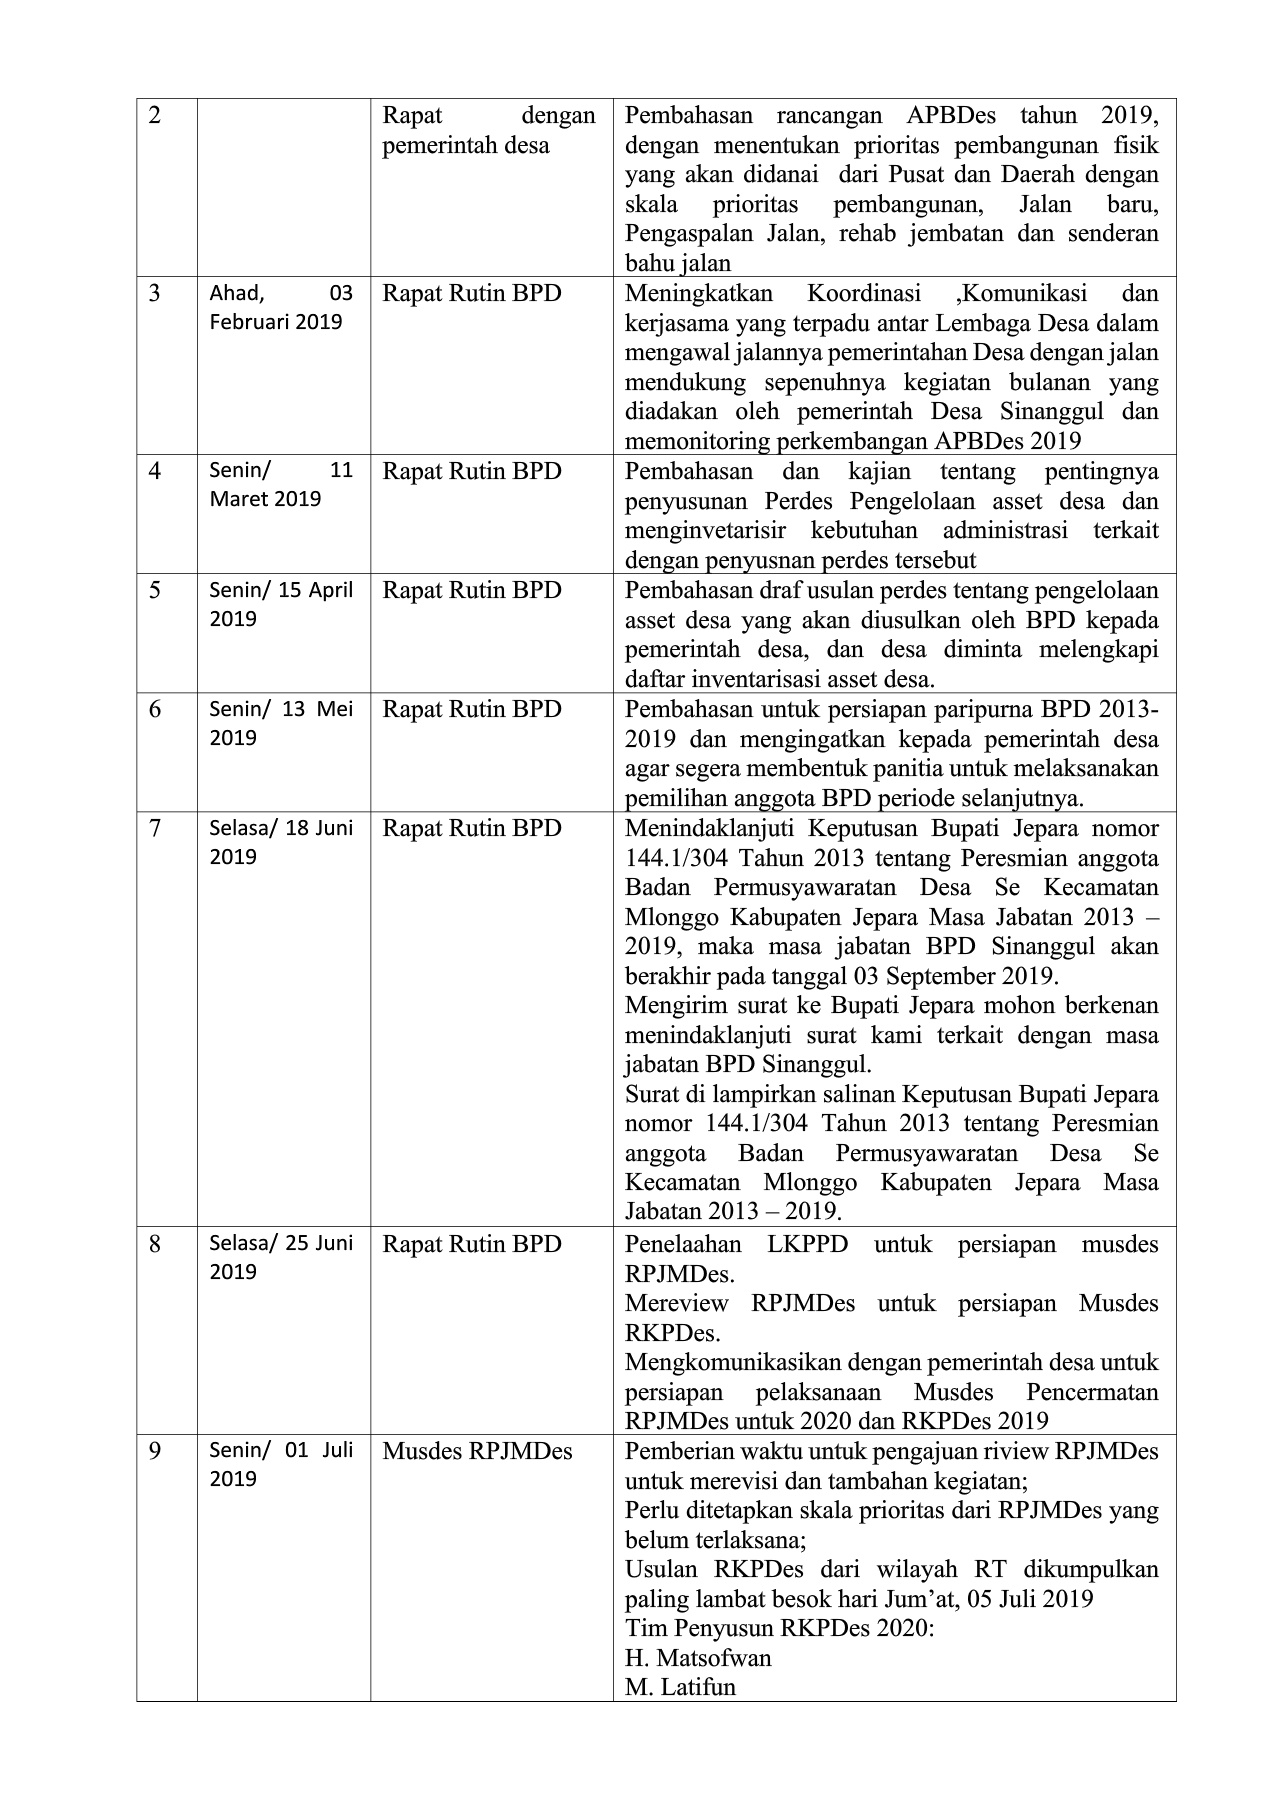 2
Rapat dengan
pemerintah desa
Pembahasan rancangan APBDes tahun 2019,
dengan menentukan prioritas pembangunan fisik
yang akan didanai dari Pusat dan Daerah dengan
skala prioritas pembangunan, Jalan baru,
Pengaspalan Jalan, rehab jembatan dan senderan
bahu jalan
3
Ahad, 03
Februari 2019
Rapat Rutin BPD
Meningkatkan Koordinasi ,Komunikasi dan
kerjasama yang terpadu antar Lembaga Desa dalam
mengawal jalannya pemerintahan Desa dengan jalan
mendukung sepenuhnya kegiatan bulanan yang
diadakan oleh pemerintah Desa Sinanggul dan
memonitoring perkembangan APBDes 2019
4
Senin/ 11
Maret 2019
Rapat Rutin BPD
Pembahasan dan kajian tentang pentingnya
penyusunan Perdes Pengelolaan asset desa dan
menginvetarisir kebutuhan administrasi terkait
dengan penyusnan perdes tersebut
5
Senin/ 15 April
2019
Rapat Rutin BPD
Pembahasan draf usulan perdes tentang pengelolaan
asset desa yang akan diusulkan oleh BPD kepada
pemerintah desa, dan desa diminta melengkapi
daftar inventarisasi asset desa.
6
Senin/ 13 Mei
2019
Rapat Rutin BPD
Pembahasan untuk persiapan paripurna BPD 2013-
2019 dan mengingatkan kepada pemerintah desa
agar segera membentuk panitia untuk melaksanakan
pemilihan anggota BPD periode selanjutnya.
7
Selasa/ 18 Juni
2019
Rapat Rutin BPD
Menindaklanjuti Keputusan Bupati Jepara nomor
144.1/304 Tahun 2013 tentang Peresmian anggota
Badan Permusyawaratan Desa Se Kecamatan
Mlonggo Kabupaten Jepara Masa Jabatan 2013 –
2019, maka masa jabatan BPD Sinanggul akan
berakhir pada tanggal 03 September 2019.
Mengirim surat ke Bupati Jepara mohon berkenan
menindaklanjuti surat kami terkait dengan masa
jabatan BPD Sinanggul.
Surat di lampirkan salinan Keputusan Bupati Jepara
nomor 144.1/304 Tahun 2013 tentang Peresmian
anggota Badan Permusyawaratan Desa Se
Kecamatan Mlonggo Kabupaten Jepara Masa
Jabatan 2013 – 2019.
8
Selasa/ 25 Juni
2019
Rapat Rutin BPD
Penelaahan LKPPD untuk persiapan musdes
RPJMDes.
Mereview RPJMDes untuk persiapan Musdes
RKPDes.
Mengkomunikasikan dengan pemerintah desa untuk
persiapan pelaksanaan Musdes Pencermatan
RPJMDes untuk 2020 dan RKPDes 2019
9
Senin/ 01 Juli
2019
Musdes RPJMDes
Pemberian waktu untuk pengajuan riview RPJMDes
untuk merevisi dan tambahan kegiatan;
Perlu ditetapkan skala prioritas dari RPJMDes yang
belum terlaksana;
Usulan RKPDes dari wilayah RT dikumpulkan
paling lambat besok hari Jum’at, 05 Juli 2019
Tim Penyusun RKPDes 2020:
H. Matsofwan
M. Latifun